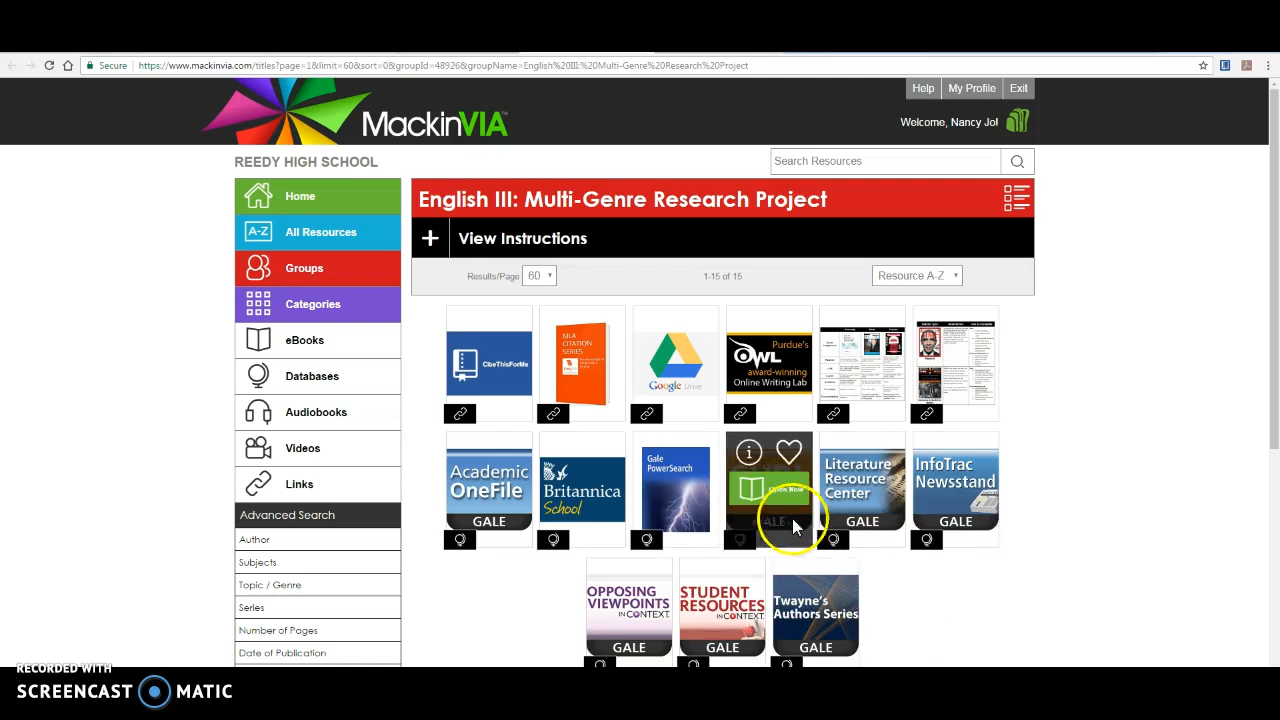 Secure https://www.mackinvia.com/titles?page=1&limit=60&sort=0&groupId=48926&groupName=English%20III:%20Multi-Genre%20Research%20Project
MackinVIA
Help My Profile Exit
Welcome, Nancy Jo!
REEDY HIGH SCHOOL
Search Resources
Home
English III: Multi-Genre Research Project
A-Z All Resources
View Instructions
Groups
Results/Page 60 1-15 of 15 Resource A-Z
Categories
eBooks
Databases
Audiobooks
Videos
Links
CiteThisForMe
MLA
CITATION
SERIES
Google Drive
Purdue's
OWL
award-winning
Online Writing Lab
Academic
OneFile
GALE
Britannica
School
Gale
PowerSearch
Open Now
GALE
Literature
Resource
Center
GALE
InfoTrac
Newsstand
GALE
OPPOSING
VIEWPOINTS
IN CONTEXT
GALE
STUDENT
RESOURCES
IN CONTEXT
GALE
Twayne's
Authors Series
GALE
Advanced Search
Author
Subjects
Topic / Genre
Series
Number of Pages
Date of Publication
RECORDED WITH
SCREENCAST MATIC